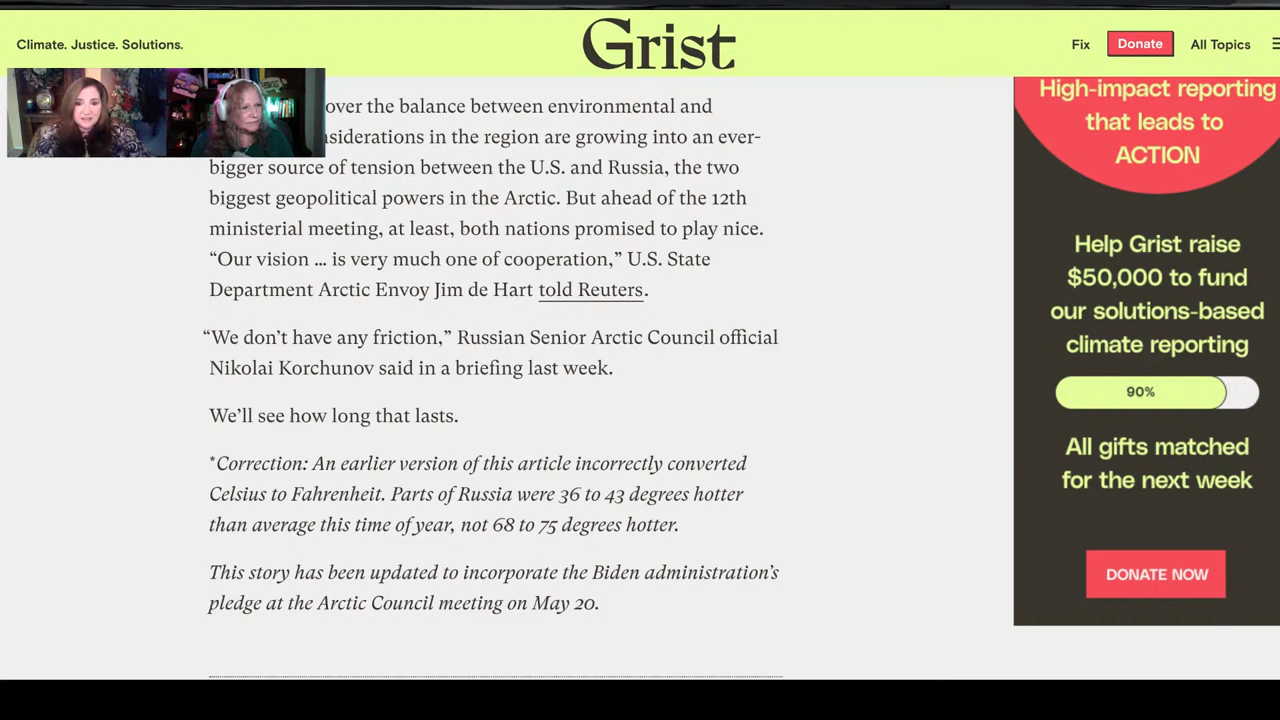 Climate. Justice. Solutions.
Grist
Fix
Donate
All Topics
over the balance between environmental and
nsiderations in the region are growing into an ever-
bigger source of tension between the U.S. and Russia, the two
biggest geopolitical powers in the Arctic. But ahead of the 12th
ministerial meeting, at least, both nations promised to play nice.
“Our vision … is very much one of cooperation,” U.S. State
Department Arctic Envoy Jim de Hart told Reuters.
“We don’t have any friction,” Russian Senior Arctic Council official
Nikolai Korchunov said in a briefing last week.
We’ll see how long that lasts.
*Correction: An earlier version of this article incorrectly converted
Celsius to Fahrenheit. Parts of Russia were 36 to 43 degrees hotter
than average this time of year, not 68 to 75 degrees hotter.
This story has been updated to incorporate the Biden administration’s
pledge at the Arctic Council meeting on May 20.
High-impact reporting
that leads to
ACTION
Help Grist raise
$50,000 to fund
our solutions-based
climate reporting
90%
All gifts matched
for the next week
DONATE NOW